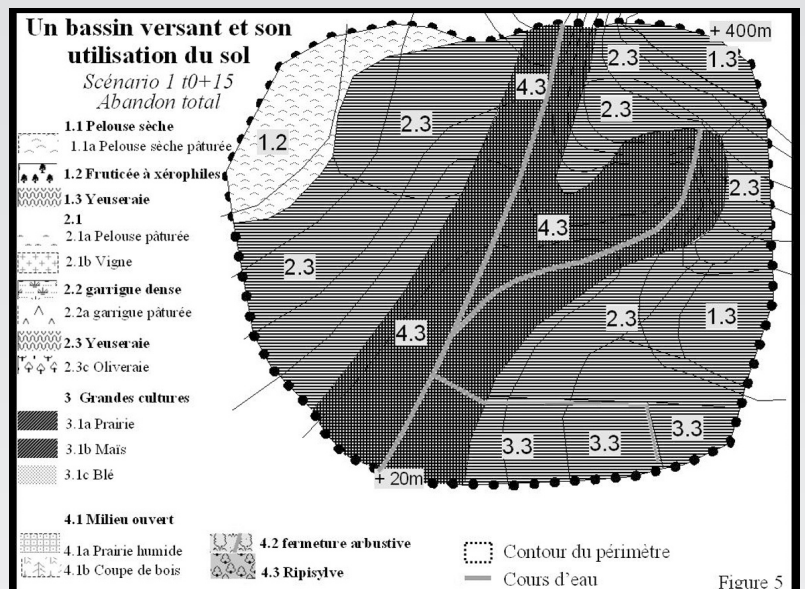 Un bassin versant et son
utilisation du sol
Scénario 1 t0+15
Abandon total
1.1 Pelouse sèche
1.1a Pelouse sèche pâturée
1.2 Fruticée à xérophiles
1.3 Yeuseraie
2.1
2.1a Pelouse pâturée
2.1b Vigne
2.2 garrigue dense
2.2a garrigue pâturée
2.3 Yeuseraie
2.3c Oliveraie
3 Grandes cultures
3.1a Prairie
3.1b Maïs
3.1c Blé
4.1 Milieu ouvert
4.1a Prairie humide
4.1b Coupe de bois
4.2 fermeture arbustive
4.3 Ripisylve
Contour du périmètre
Cours d'eau
Figure 5
+ 400m
2.3
1.3
4.3
2.3
2.3
1.2
2.3
4.3
2.3
2.3
1.3
4.3
3.3
3.3
3.3
+ 20m